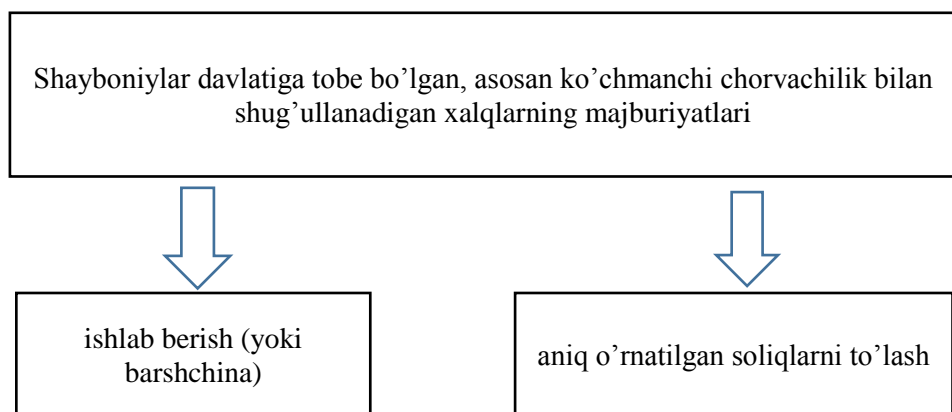 Shayboniylar davlatiga tobe bo’lgan, asosan ko’chmanchi chorvachilik bilan
shug’ullanadigan xalqlarning majburiyatlari
ishlab berish (yoki
barshchina)
aniq o’rnatilgan soliqlarni to’lash